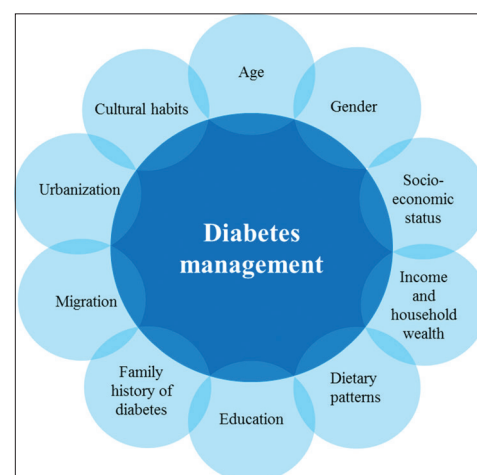 Age
Gender
Socio-
economic
status
Income
and
household
wealth
Dietary
patterns
Education
Family
history of
diabetes
Migration
Urbanization
Cultural habits
Diabetes
management